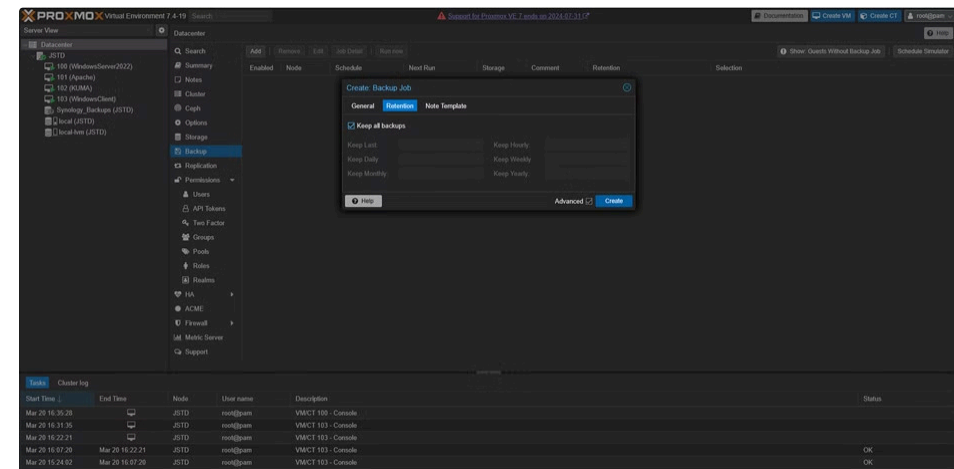 PROXMOX Virtual Environment 7.4-19 Search
Support for Proxmox VE 7 ends on 2024-07-31
Documentation Create VM Create CT root@pam
Server View
Datacenter
Help
Datacenter
JSTD
100 (WindowsServer2022)
101 (Apache)
102 (KUMA)
103 (WindowsClient)
Synology_Backups (JSTD)
local (JSTD)
local-lvm (JSTD)
Search
Summary
Notes
Cluster
Ceph
Options
Storage
Backup
Replication
Permissions
Users
API Tokens
Two Factor
Groups
Pools
Roles
Realms
HA
ACME
Firewall
Metric Server
Support
Add Remove Edit Job Detail Run now
Show: Guests Without Backup Job Schedule Simulator
Enabled Node Schedule Next Run Storage Comment Retention Selection
Create: Backup Job
General Retention Note Template
Keep all backups
Keep Last: Keep Hourly:
Keep Daily: Keep Weekly:
Keep Monthly: Keep Yearly:
Help Advanced Create
Tasks Cluster log
Start Time ↓ End Time Node User name Description Status
Mar 20 16:35:28 JSTD root@pam VM/CT 100 - Console
Mar 20 16:31:35 JSTD root@pam VM/CT 103 - Console
Mar 20 16:22:21 JSTD root@pam VM/CT 103 - Console
Mar 20 16:07:20 Mar 20 16:22:21 JSTD root@pam VM/CT 103 - Console OK
Mar 20 15:24:02 Mar 20 16:07:20 JSTD root@pam VM/CT 103 - Console OK